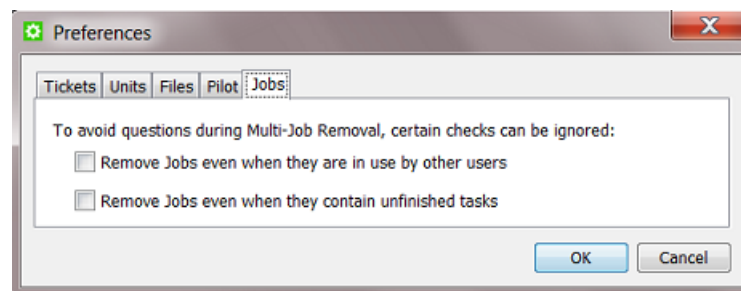 Preferences
Tickets Units Files Pilot Jobs
To avoid questions during Multi-Job Removal, certain checks can be ignored:
Remove Jobs even when they are in use by other users
Remove Jobs even when they contain unfinished tasks
OK Cancel